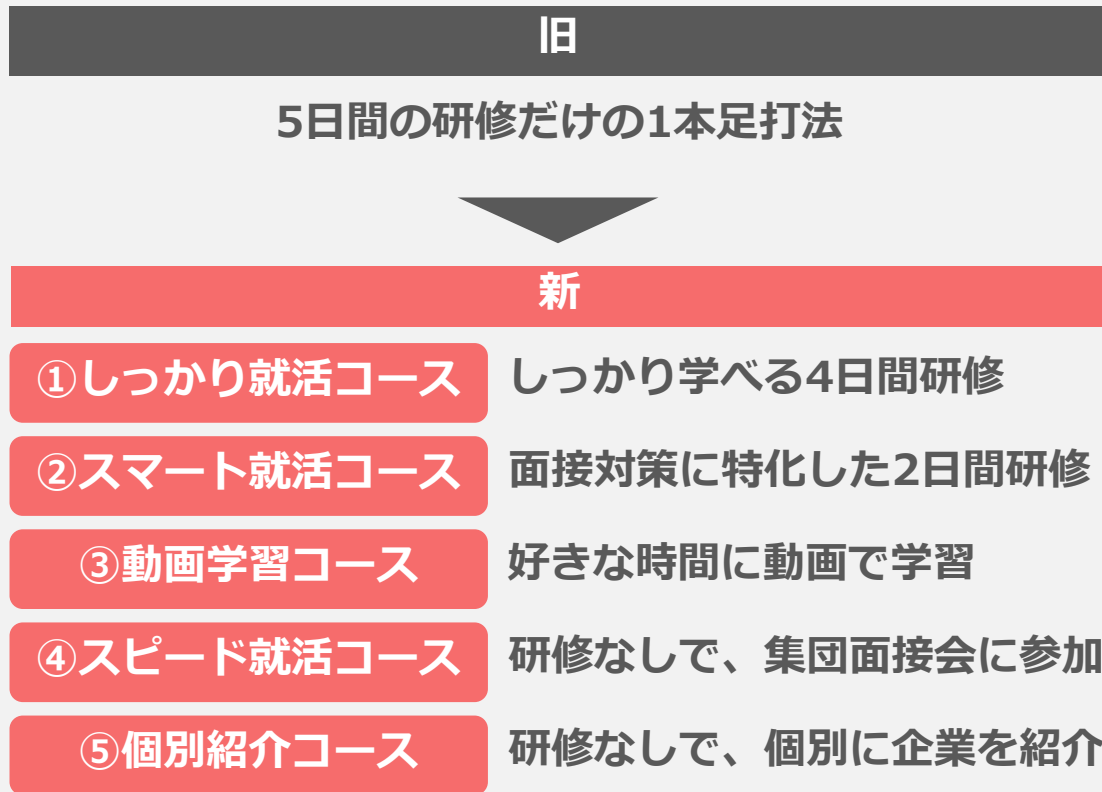 旧
5日間の研修だけの1本足打法
新
①しっかり就活コース しっかり学べる4日間研修
②スマート就活コース 面接対策に特化した2日間研修
③動画学習コース 好きな時間に動画で学習
④スピード就活コース 研修なしで、集団面接会に参加
⑤個別紹介コース 研修なしで、個別に企業を紹介